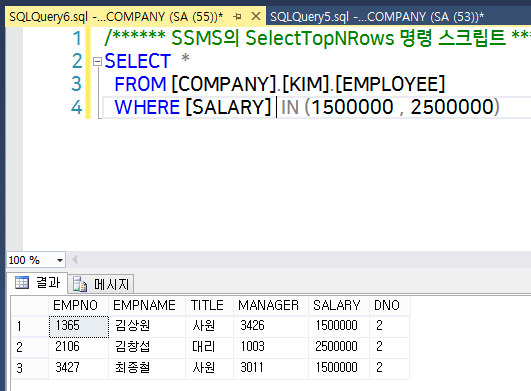 SQLQuery6.sql -...COMPANY (SA (55))* SQLQuery5.sql -...COMPANY (SA (53))*
1 /****** SSMS의 SelectTopNRows 명령 스크립트 **
2 SELECT *
3 FROM [COMPANY].[KIM].[EMPLOYEE]
4 WHERE [SALARY] IN (1500000 , 2500000)
100 %
결과 메시지
EMPNO EMPNAME TITLE MANAGER SALARY DNO
1 1365 김상원 사원 3426 1500000 2
2 2106 김창섭 대리 1003 2500000 2
3 3427 최종철 사원 3011 1500000 2